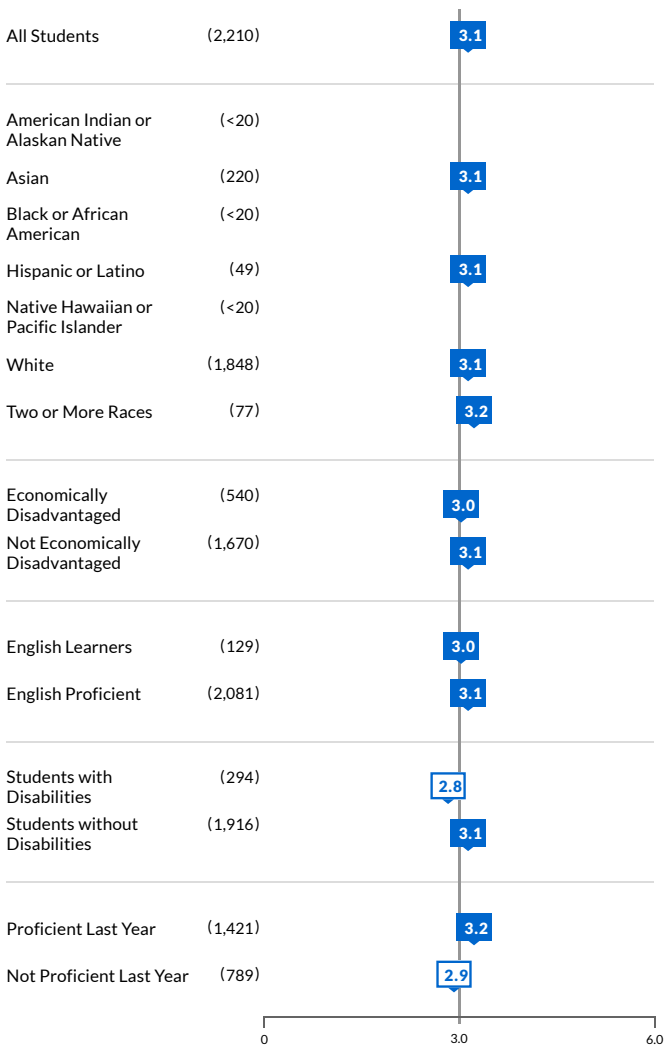 All Students (2,210) 3.1
American Indian or (<20)
Alaskan Native
Asian (220) 3.1
Black or African (<20)
American
Hispanic or Latino (49) 3.1
Native Hawaiian or (<20)
Pacific Islander
White (1,848) 3.1
Two or More Races (77) 3.2
Economically (540) 3.0
Disadvantaged
Not Economically (1,670) 3.1
Disadvantaged
English Learners (129) 3.0
English Proficient (2,081) 3.1
Students with (294) 2.8
Disabilities
Students without (1,916) 3.1
Disabilities
Proficient Last Year (1,421) 3.2
Not Proficient Last Year (789) 2.9
0 3.0 6.0